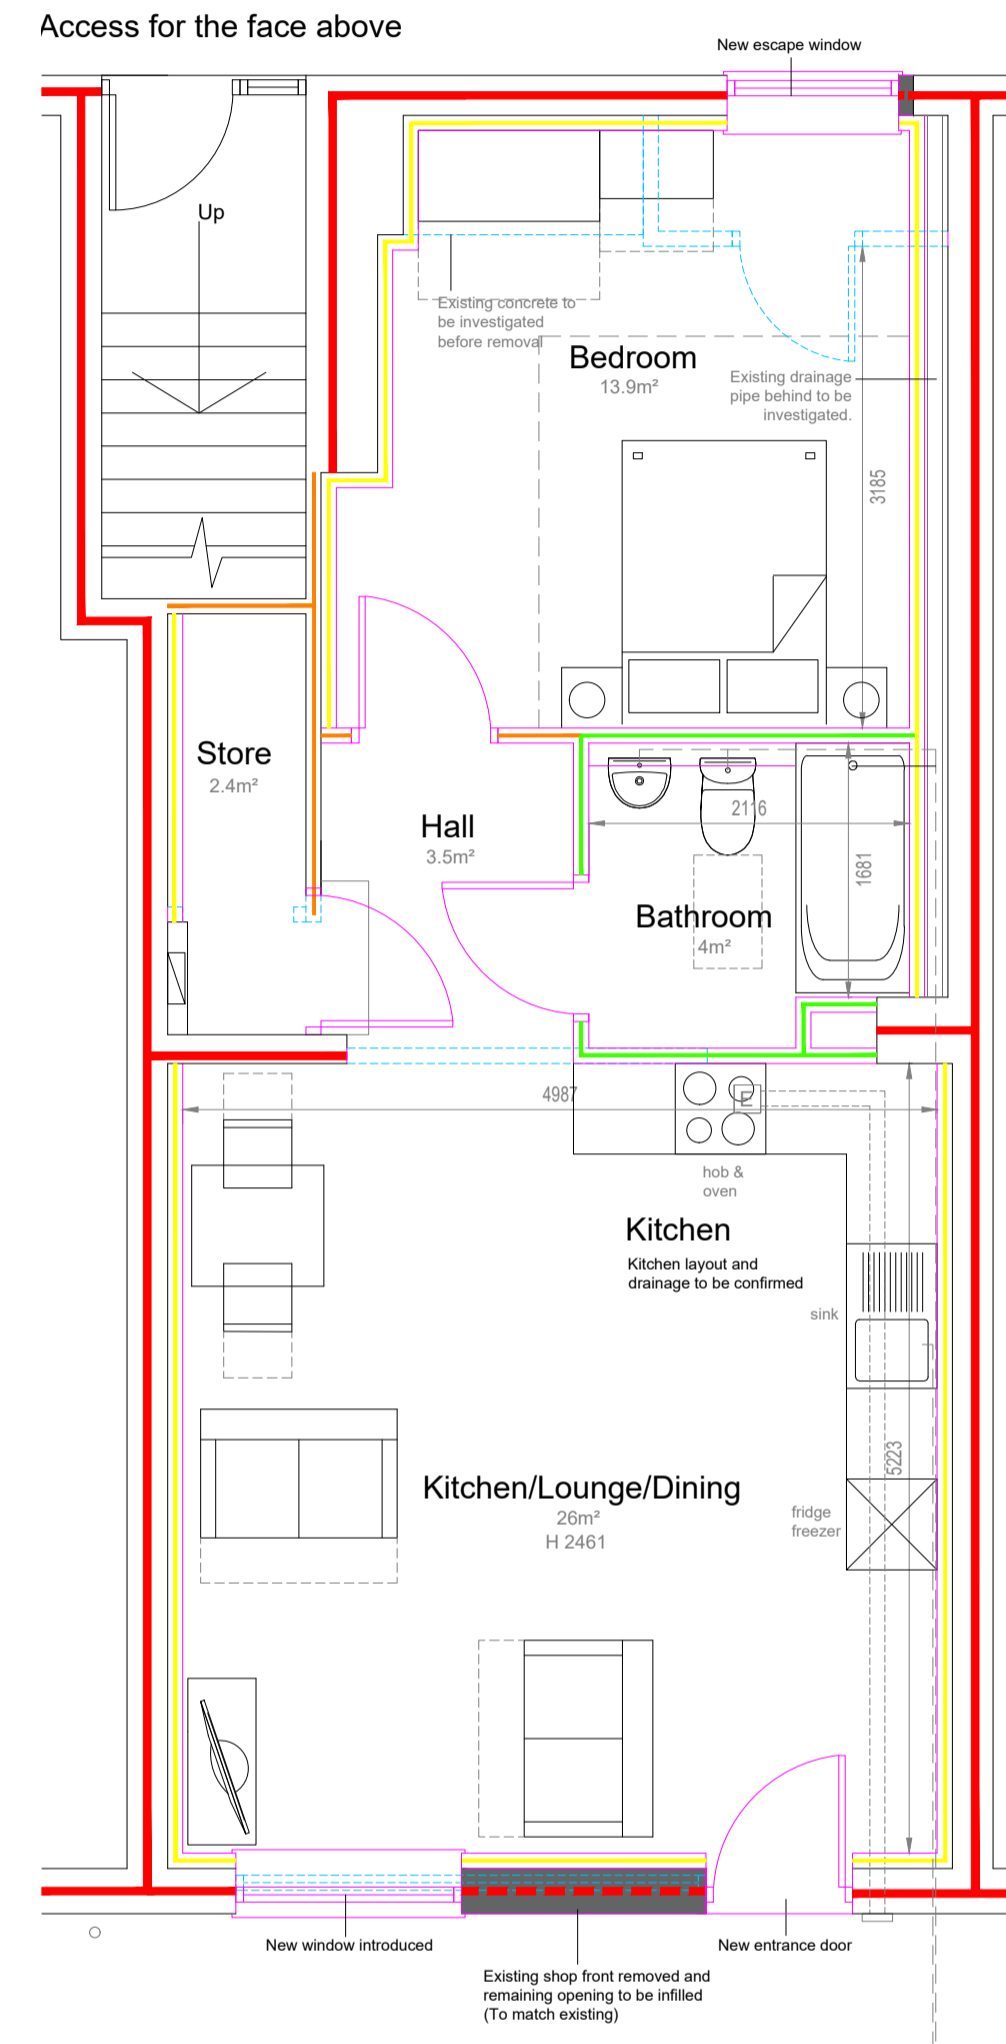 Access for the face above
New escape window
Up
Existing concrete to
be investigated
before removal
Bedroom
13.9m²
Existing drainage
pipe behind to be
investigated.
3185
Store
2.4m²
Hall
3.5m²
2116
1681
Bathroom
4m²
4987
E
hob &
oven
Kitchen
Kitchen layout and
drainage to be confirmed
sink
5223
Kitchen/Lounge/Dining
26m²
H 2461
fridge
freezer
New window introduced
New entrance door
Existing shop front removed and
remaining opening to be infilled
(To match existing)